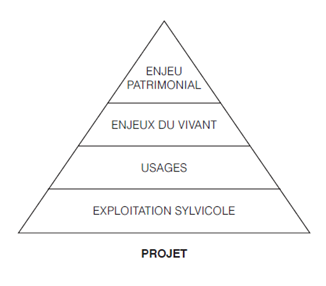 ENJEU
PATRIMONIAL
ENJEUX DU VIVANT
USAGES
EXPLOITATION SYLVICOLE
PROJET